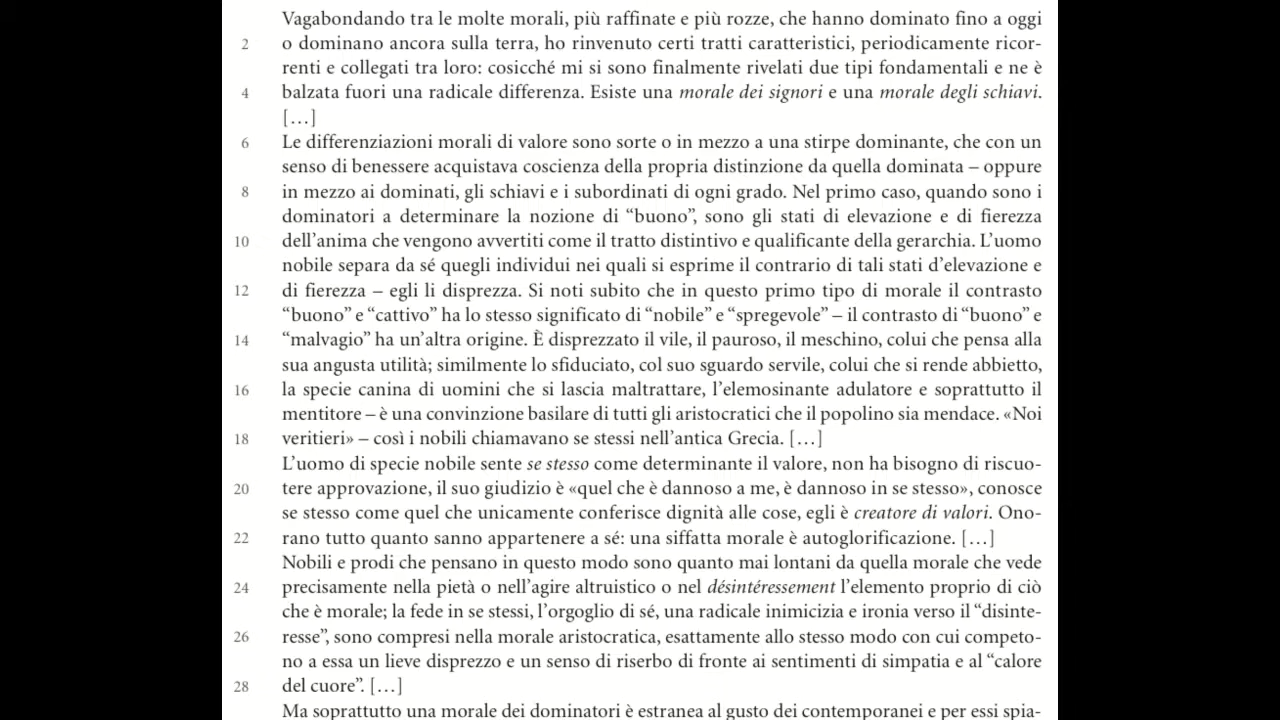 Vagabondando tra le molte morali, più raffinate e più rozze, che hanno dominato fino a oggi
2 o dominano ancora sulla terra, ho rinvenuto certi tratti caratteristici, periodicamente ricor-
renti e collegati tra loro: cosicché mi si sono finalmente rivelati due tipi fondamentali e ne è
4 balzata fuori una radicale differenza. Esiste una morale dei signori e una morale degli schiavi.
[…]
6 Le differenziazioni morali di valore sono sorte o in mezzo a una stirpe dominante, che con un
senso di benessere acquistava coscienza della propria distinzione da quella dominata – oppure
8 in mezzo ai dominati, gli schiavi e i subordinati di ogni grado. Nel primo caso, quando sono i
dominatori a determinare la nozione di “buono”, sono gli stati di elevazione e di fierezza
10 dell’anima che vengono avvertiti come il tratto distintivo e qualificante della gerarchia. L’uomo
nobile separa da sé quegli individui nei quali si esprime il contrario di tali stati d’elevazione e
12 di fierezza – egli li disprezza. Si noti subito che in questo primo tipo di morale il contrasto
“buono” e “cattivo” ha lo stesso significato di “nobile” e “spregevole” – il contrasto di “buono” e
14 “malvagio” ha un’altra origine. È disprezzato il vile, il pauroso, il meschino, colui che pensa alla
sua angusta utilità; similmente lo sfiduciato, col suo sguardo servile, colui che si rende abbietto,
16 la specie canina di uomini che si lascia maltrattare, l’elemosinante adulatore e soprattutto il
mentitore – è una convinzione basilare di tutti gli aristocratici che il popolino sia mendace. «Noi
18 veritieri» – così i nobili chiamavano se stessi nell’antica Grecia. […]
L’uomo di specie nobile sente se stesso come determinante il valore, non ha bisogno di riscuo-
20 tere approvazione, il suo giudizio è «quel che è dannoso a me, è dannoso in se stesso», conosce
se stesso come quel che unicamente conferisce dignità alle cose, egli è creatore di valori. Ono-
22 rano tutto quanto sanno appartenere a sé: una siffatta morale è autoglorificazione. […]
Nobili e prodi che pensano in questo modo sono quanto mai lontani da quella morale che vede
24 precisamente nella pietà o nell’agire altruistico o nel désintéressement l’elemento proprio di ciò
che è morale; la fede in se stessi, l’orgoglio di sé, una radicale inimicizia e ironia verso il “disinte-
26 resse”, sono compresi nella morale aristocratica, esattamente allo stesso modo con cui competo-
no a essa un lieve disprezzo e un senso di riserbo di fronte ai sentimenti di simpatia e al “calore
28 del cuore”. […]
Ma soprattutto una morale dei dominatori è estranea al gusto dei contemporanei e per essi spia-